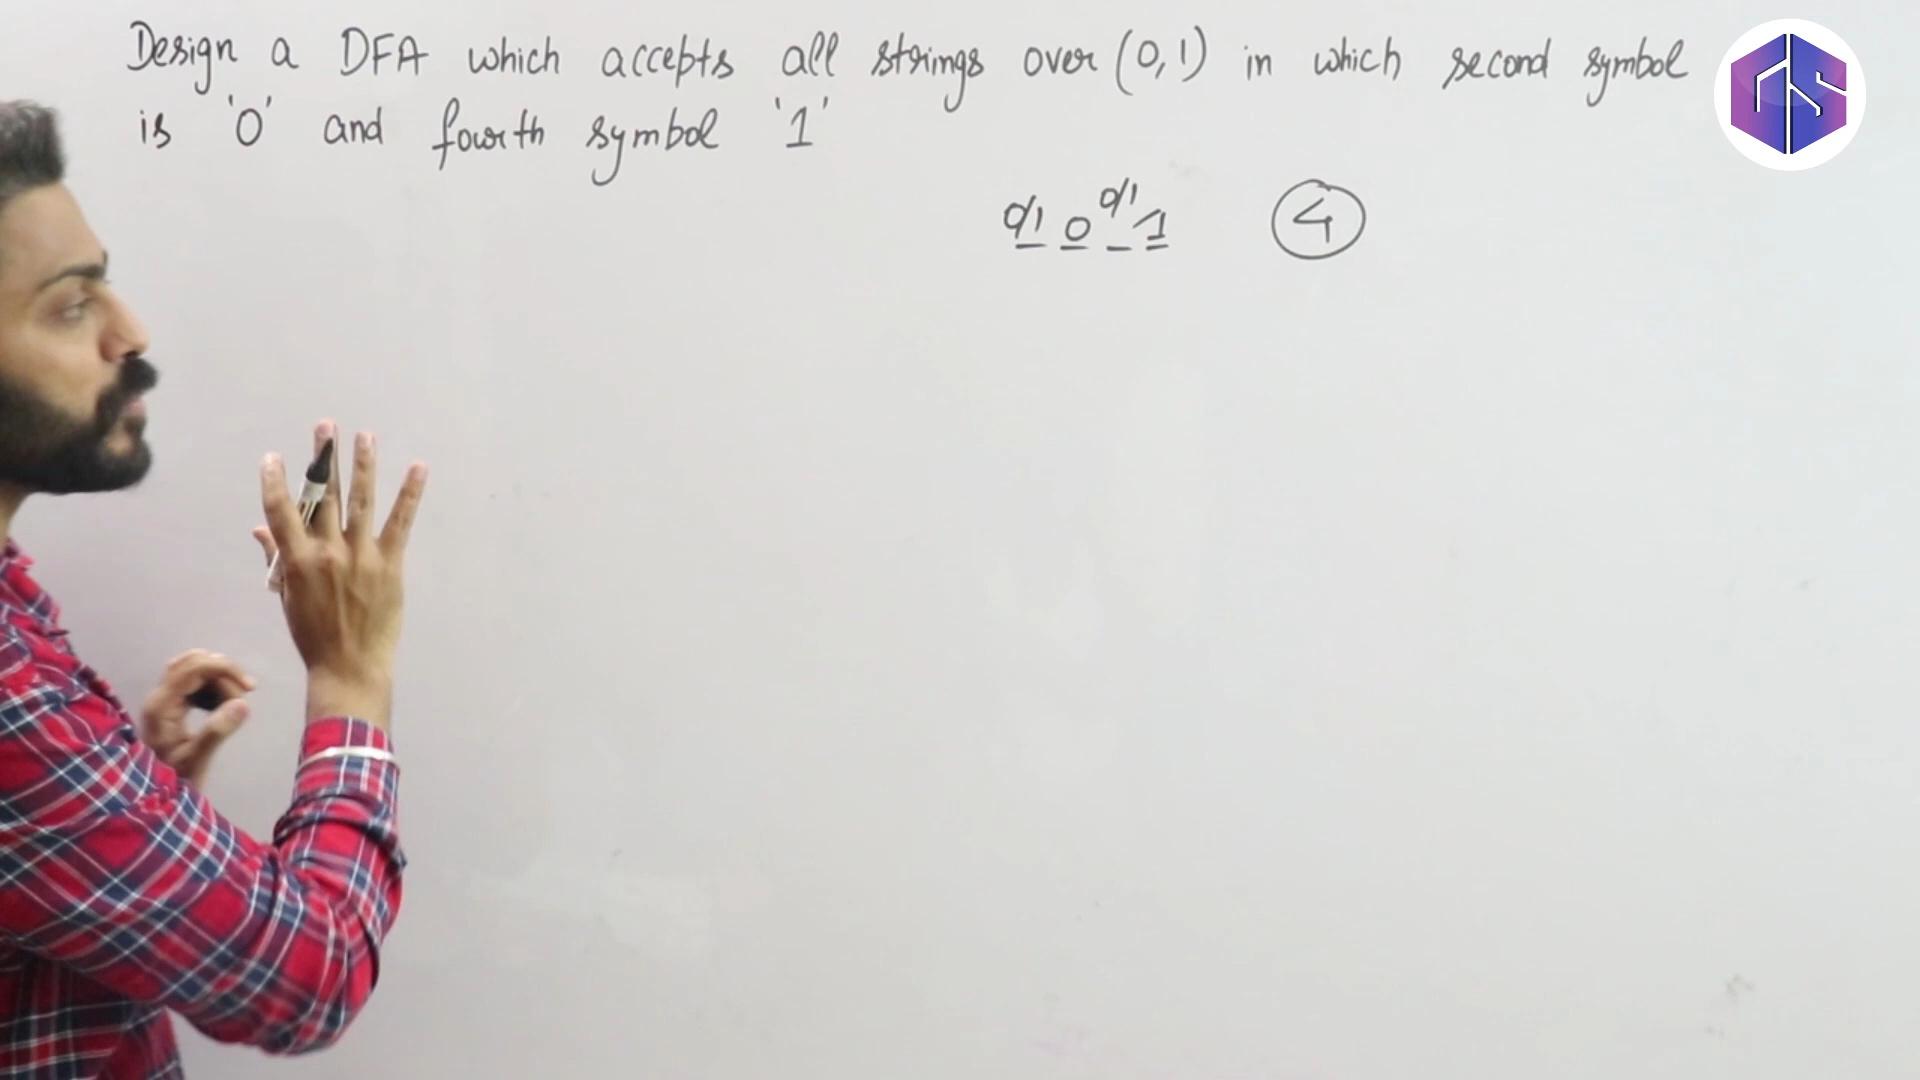 Design a DFA which accepts all strings over (0,1) in which second symbol
is '0' and fourth symbol '1'
0/1 0 0/1 1 4